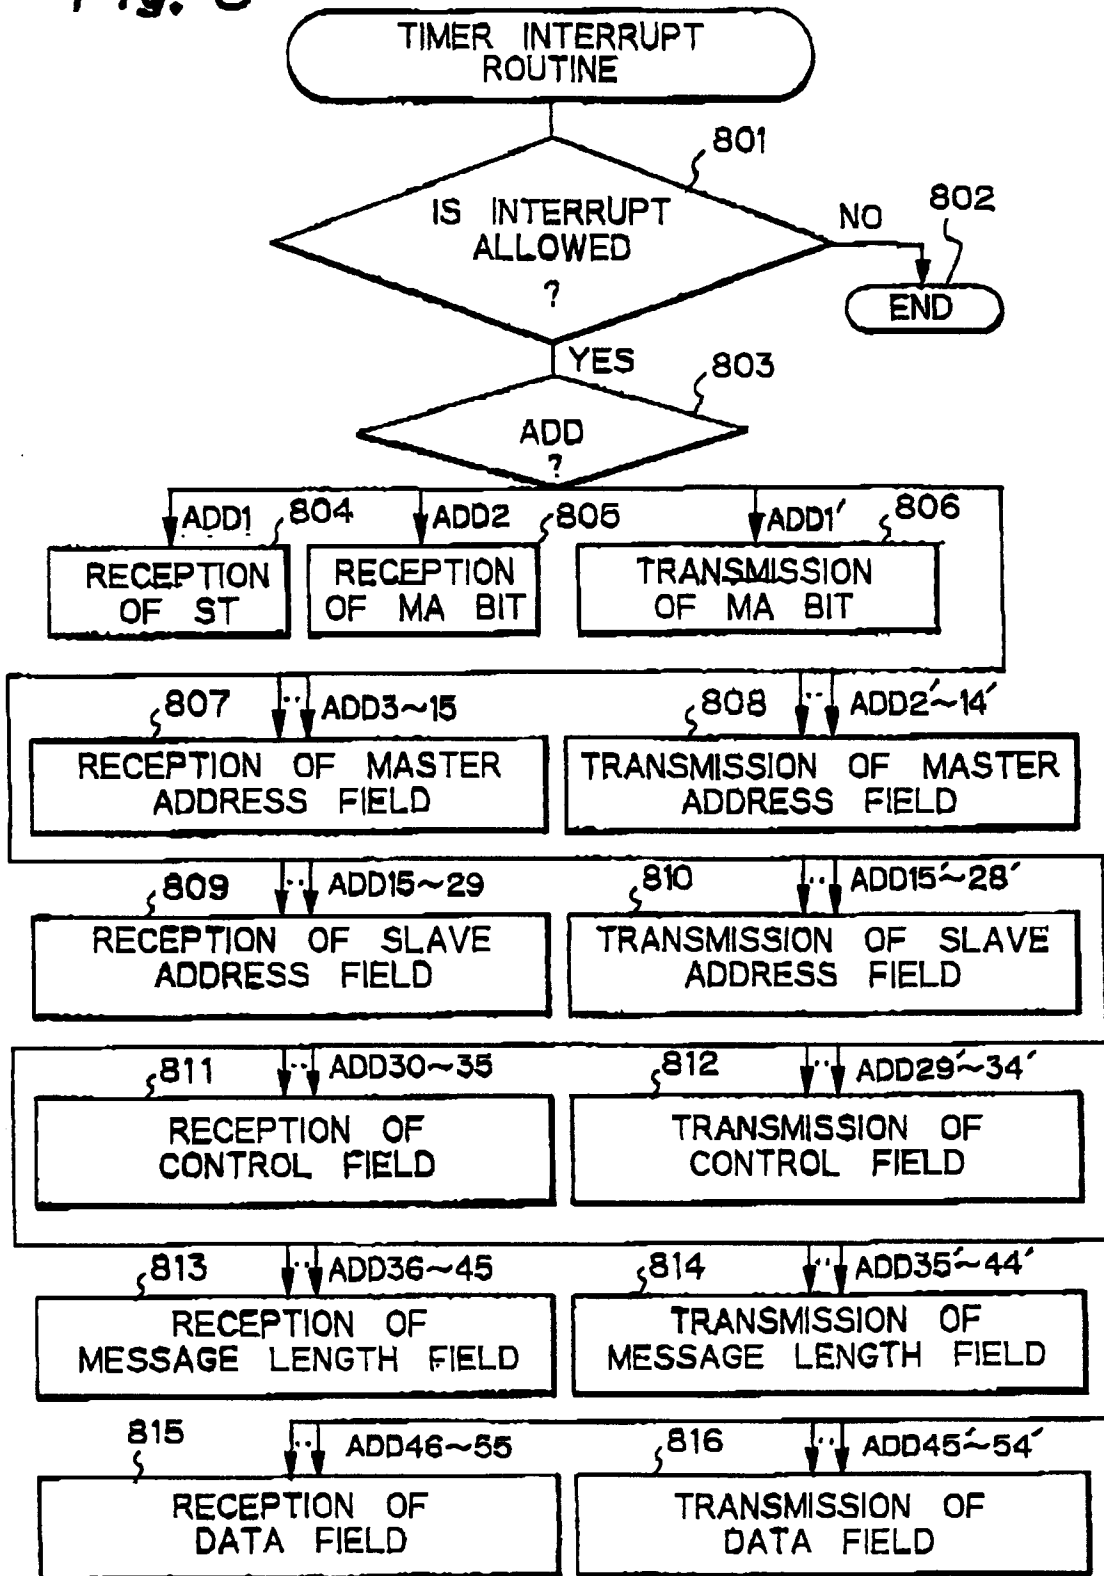 TIMER INTERRUPT
ROUTINE
801
IS INTERRUPT
ALLOWED
?
NO
802
END
YES
803
ADD
?
ADD1
804
ADD2
805
ADD1′
806
RECEPTION
OF ST
RECEPTION
OF MA BIT
TRANSMISSION
OF MA BIT
807
ADD3~15
808
ADD2′~14′
RECEPTION OF MASTER
ADDRESS FIELD
TRANSMISSION OF MASTER
ADDRESS FIELD
809
ADD15~29
810
ADD15′~28′
RECEPTION OF SLAVE
ADDRESS FIELD
TRANSMISSION OF SLAVE
ADDRESS FIELD
811
ADD30~35
812
ADD29′~34′
RECEPTION OF
CONTROL FIELD
TRANSMISSION OF
CONTROL FIELD
813
ADD36~45
814
ADD35′~44′
RECEPTION OF
MESSAGE LENGTH FIELD
TRANSMISSION OF
MESSAGE LENGTH FIELD
815
ADD46~55
816
ADD45′~54′
RECEPTION OF
DATA FIELD
TRANSMISSION OF
DATA FIELD